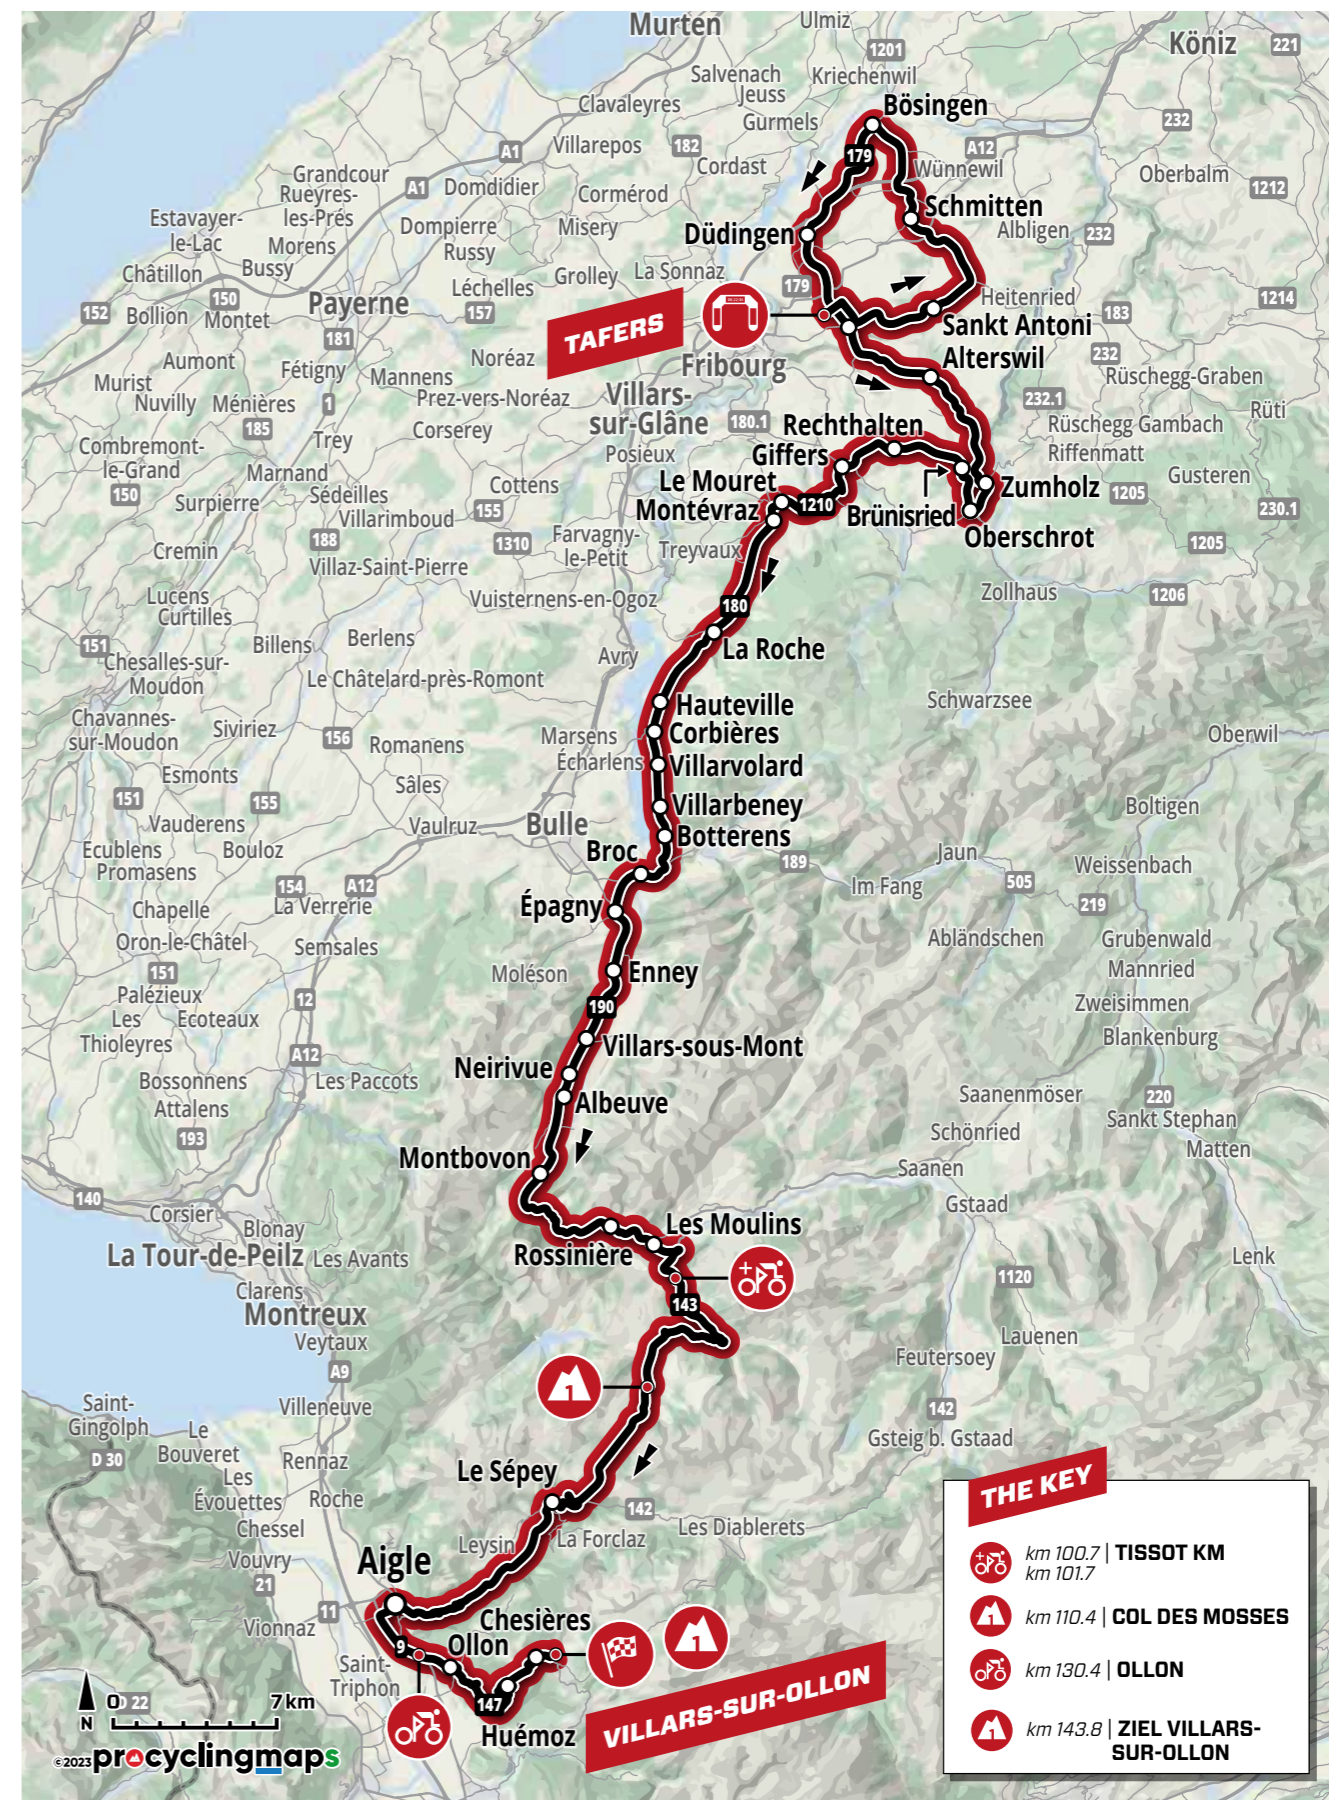 Murten
Ulmiz
Köniz
221
1201
Salvenach
Kriechenwil
Jeuss
Clavaleyres
Gurmels
Bösingen
232
A1
Villarepos
182
Cordast
179
A12
Wünnewil
Oberbalm
1212
Grandcour
Rueyres-
les-Prés
A1
Domdidier
Cormérod
Estavayer-
le-Lac
Morens
Dompierre
Russy
Misery
Düdingen
Schmitten
Albligen
232
Châtillon
Bussy
Léchelles
Grolley
La Sonnaz
179
Heitenried
1214
152
Bollion
150
Montet
Payerne
157
TAFERS
Sankt Antoni
183
181
Aumont
Fétigny
Noréaz
Fribourg
Alterswil
232
Murist
Nuvilly
Ménières
1
Mannens
Prez-vers-Noréaz
Villars-
sur-Glâne
Rüschegg-Graben
232.1
Rüti
185
Trey
Corserey
180.1
Rechthalten
Rüschegg Gambach
Combremont-
le-Grand
Marnand
Posieux
Giffers
Riffenmatt
Gusteren
150
Surpierre
Sédeilles
Cottens
Le Mouret
Zumholz
1205
230.1
Villarimboud
155
Montévraz
1210
Brünisried
Oberschrot
Cremin
188
1310
Farvagny-
le-Petit
Treyvaux
1205
Villaz-Saint-Pierre
Lucens
Curtilles
Vuisternens-en-Ogoz
180
Zollhaus
1206
151
Billens
Berlens
Avry
La Roche
Chesalles-sur-
Moudon
Le Châtelard-près-Romont
Hauteville
Schwarzsee
Chavannes-
sur-Moudon
Siviriez
156
Romanens
Marsens
Corbières
Oberwil
Esmonts
Sâles
Écharlens
Villarvolard
151
155
Villarbeney
Boltigen
Vauderens
Vaulruz
Bulle
Botterens
Ecublens
Bouloz
Broc
189
Jaun
Promasens
154
A12
Im Fang
505
Weissenbach
Chapelle
La Verrerie
Épagny
219
Oron-le-Châtel
Semsales
Abländschen
Grubenwald
151
Moléson
Enney
Mannried
Palézieux
12
190
Zweisimmen
Les
Thioleyres
Ecoteaux
A12
Villars-sous-Mont
Blankenburg
Bossonnens
Les Paccots
Neirivue
Saanenmöser
220
Attalens
Albeuve
Sankt Stephan
193
Schönried
Matten
Montbovon
Saanen
140
Corsier
Gstaad
Blonay
Les Moulins
La Tour-de-Peilz
Les Avants
Rossinière
Lenk
Clarens
1120
Montreux
143
Veytaux
Lauenen
A9
Feutersoey
1
Saint-
Gingolph
Villeneuve
142
Le
Bouveret
Rennaz
Gsteig b. Gstaad
D 30
Les
Évouettes
Roche
Le Sépey
THE KEY
Chessel
Leysin
142
La Forclaz
Les Diablerets
km 100.7 | TISSOT KM
km 101.7
Vouvry
Aigle
21
11
1
km 110.4 | COL DES MOSSES
Vionnaz
Chesières
9
Ollon
1
km 130.4 | OLLON
Saint-
Triphon
VILLARS-SUR-OLLON
1
km 143.8 | ZIEL VILLARS-
SUR-OLLON
N
0
D 22
7 km
147
Huémoz
©2023 procyclingmaps